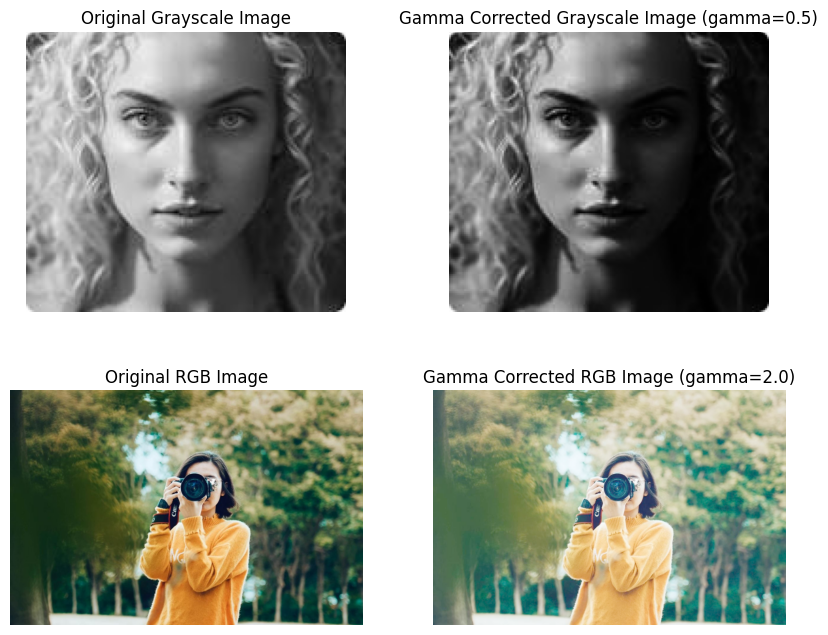 Original Grayscale Image
Gamma Corrected Grayscale Image (gamma=0.5)
Original RGB Image
Gamma Corrected RGB Image (gamma=2.0)